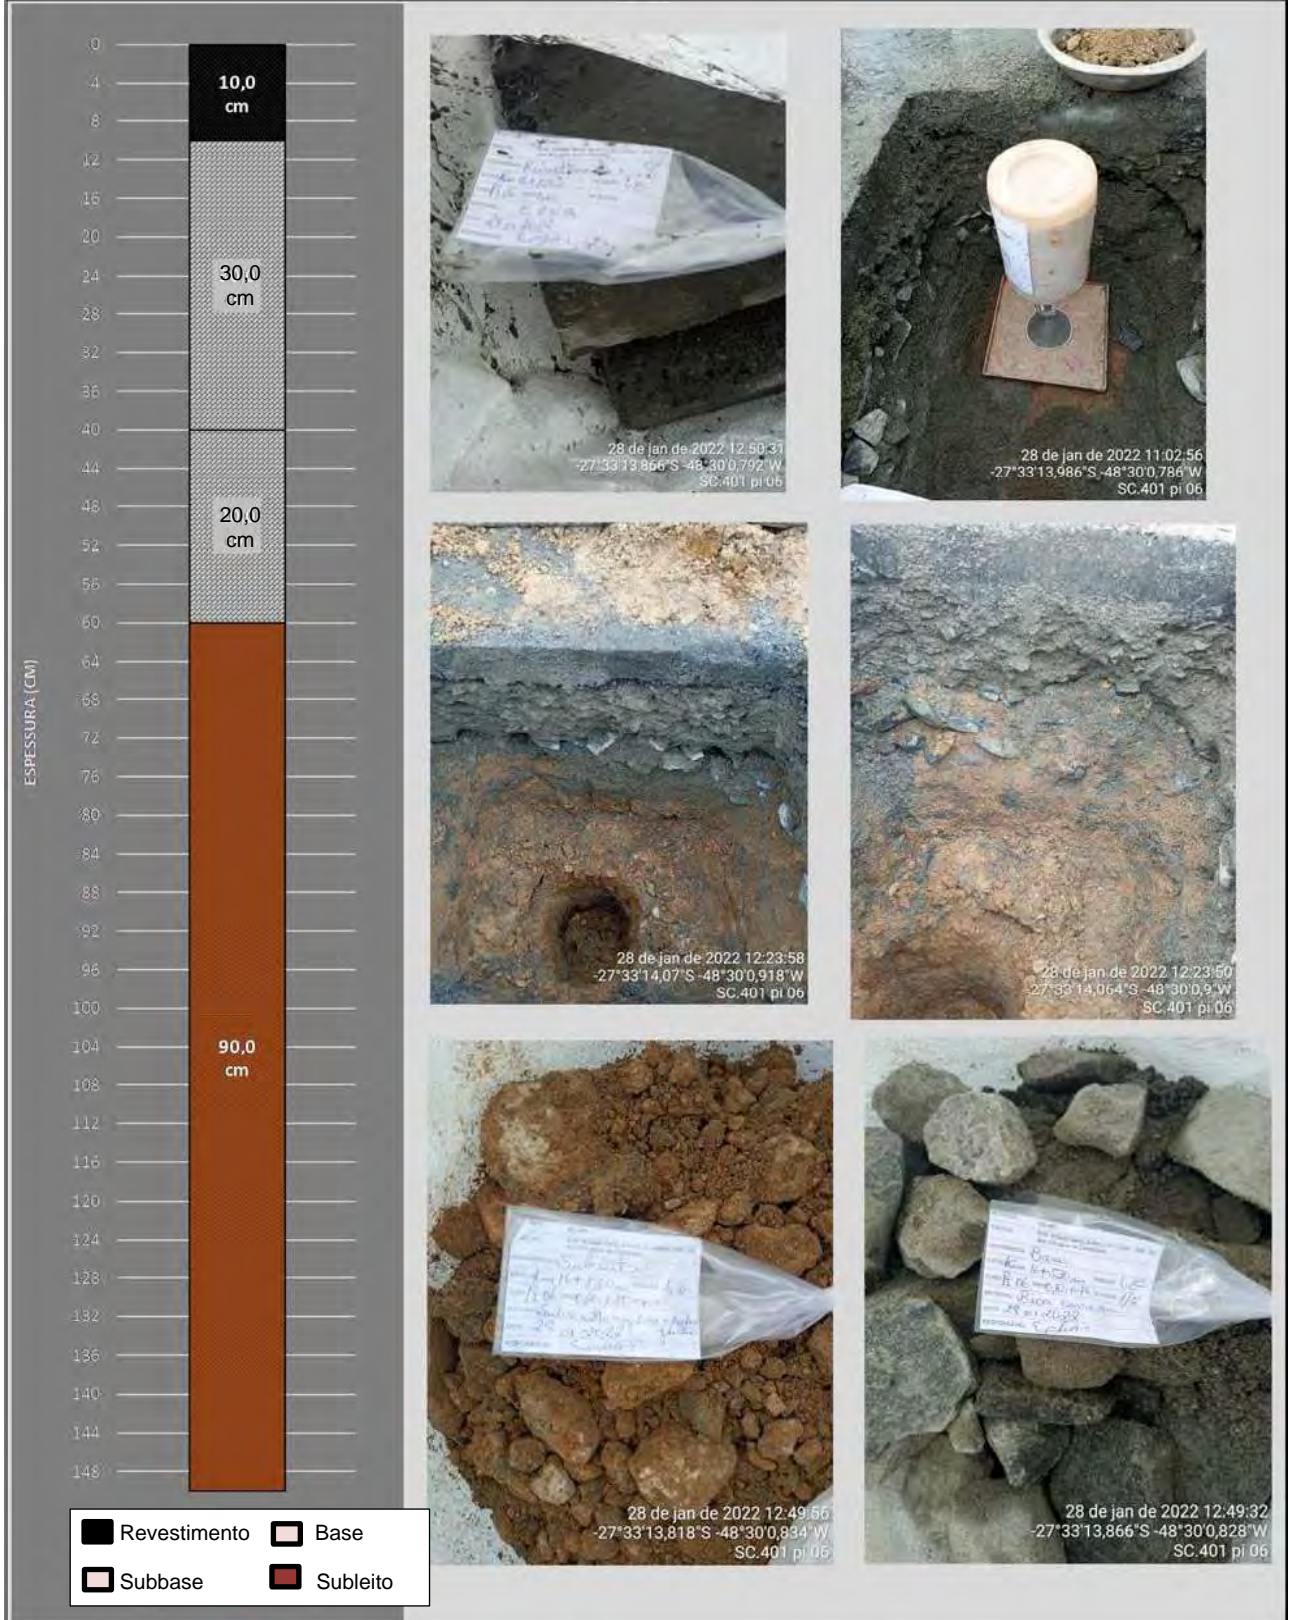 0
4
8
12
16
20
24
28
32
36
40
44
48
52
56
60
64
68
72
76
80
84
88
92
96
100
104
108
112
116
120
124
128
132
136
140
144
148
ESPESSURA (CM)
10,0
cm
30,0
cm
20,0
cm
90,0
cm
Revestimento
Base
Subbase
Subleito
28 de jan de 2022 12:50:31
-27°33'13,866"S -48°30'0,792"W
SC.401 pi 06
28 de jan de 2022 11:02:56
-27°33'13,986"S -48°30'0,786"W
SC.401 pi 06
28 de jan de 2022 12:23:58
-27°33'14,07"S -48°30'0,918"W
SC.401 pi 06
28 de jan de 2022 12:23:50
-27°33'14,064"S -48°30'0,9"W
SC.401 pi 06
28 de jan de 2022 12:49:56
-27°33'13,818"S -48°30'0,834"W
SC.401 pi 06
Base
28 de jan de 2022 12:49:32
-27°33'13,866"S -48°30'0,828"W
SC.401 pi 06